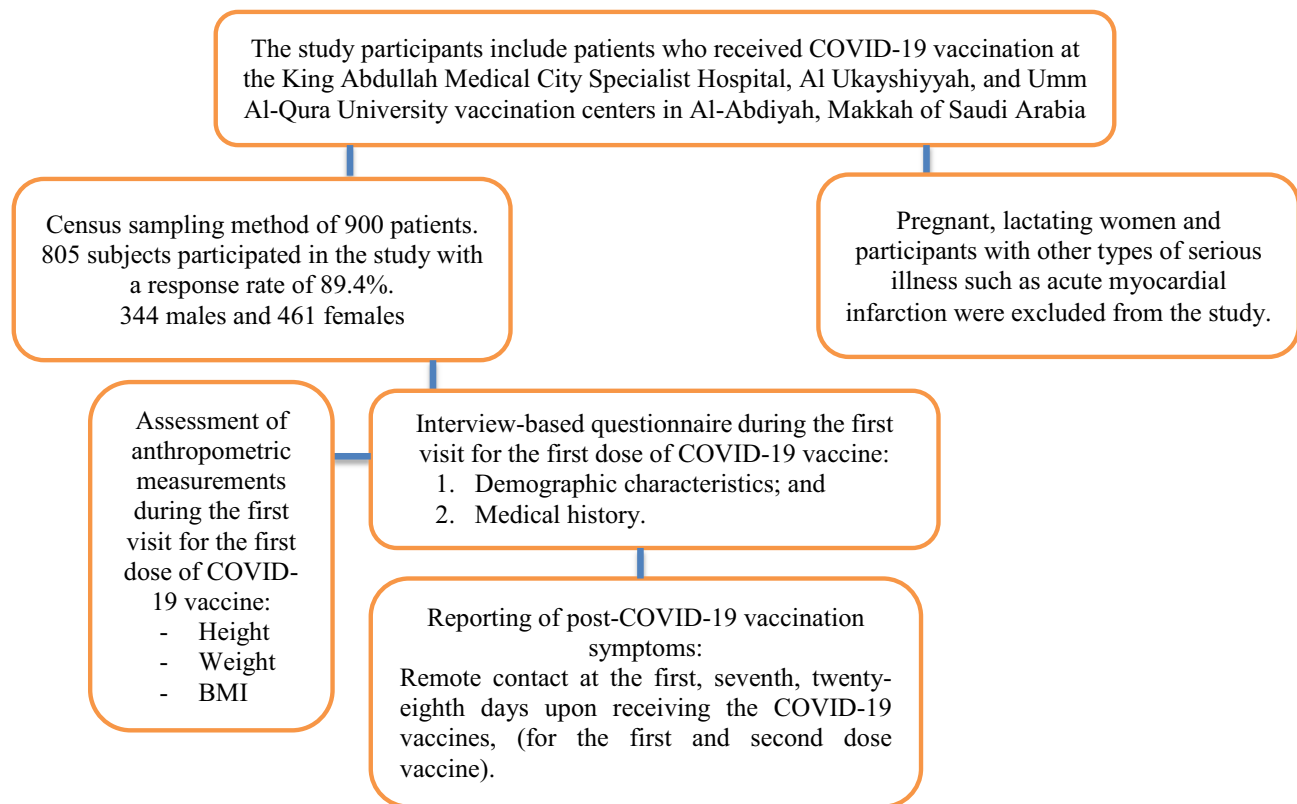 The study participants include patients who received COVID-19 vaccination at
the King Abdullah Medical City Specialist Hospital, Al Ukayshiyyah, and Umm
Al-Qura University vaccination centers in Al-Abdiyah, Makkah of Saudi Arabia
Census sampling method of 900 patients.
805 subjects participated in the study with
a response rate of 89.4%.
344 males and 461 females
Pregnant, lactating women and
participants with other types of serious
illness such as acute myocardial
infarction were excluded from the study.
Assessment of
anthropometric
measurements
during the first
visit for the first
dose of COVID-
19 vaccine:
- Height
- Weight
- BMI
Interview-based questionnaire during the first
visit for the first dose of COVID-19 vaccine:
1. Demographic characteristics; and
2. Medical history.
Reporting of post-COVID-19 vaccination
symptoms:
Remote contact at the first, seventh, twenty-
eighth days upon receiving the COVID-19
vaccines, (for the first and second dose
vaccine).